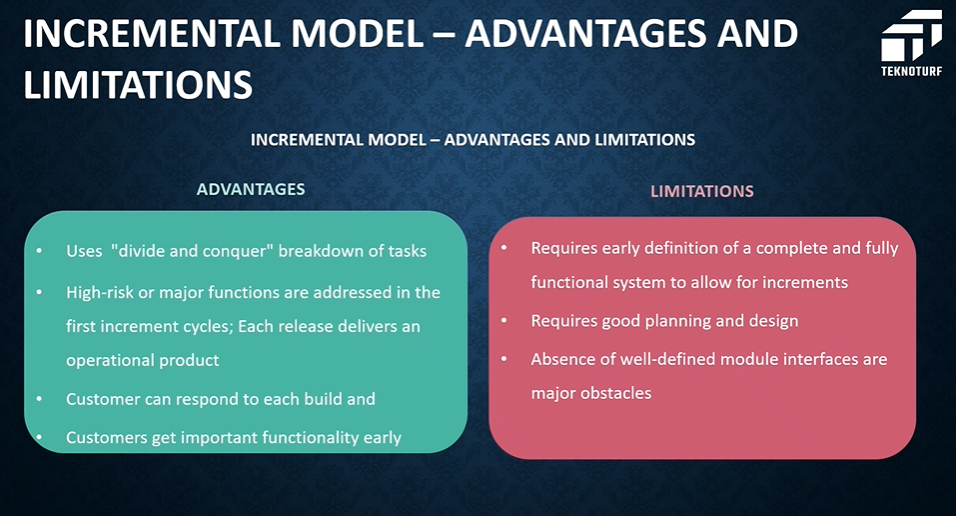 INCREMENTAL MODEL – ADVANTAGES AND
LIMITATIONS
TEKNOTURF
INCREMENTAL MODEL – ADVANTAGES AND LIMITATIONS
ADVANTAGES
• Uses "divide and conquer" breakdown of tasks
• High-risk or major functions are addressed in the
first increment cycles; Each release delivers an
operational product
• Customer can respond to each build and
• Customers get important functionality early
LIMITATIONS
• Requires early definition of a complete and fully
functional system to allow for increments
• Requires good planning and design
• Absence of well-defined module interfaces are
major obstacles